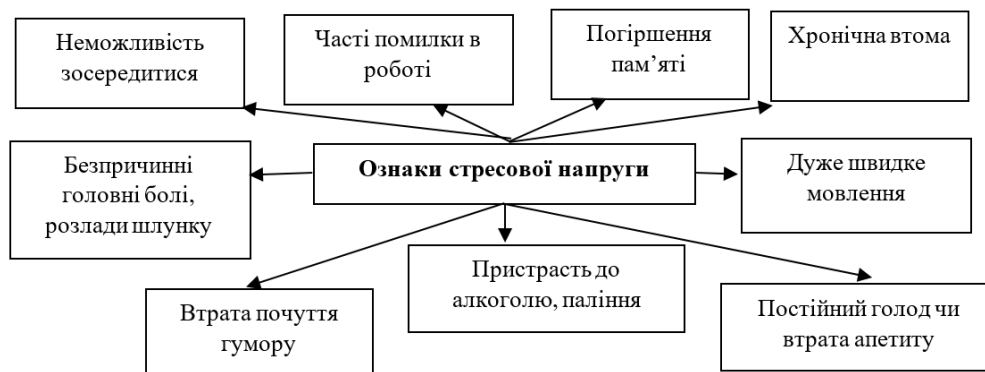 Неможливість
зосередитися
Часті помилки в
роботі
Погіршення
пам’яті
Хронічна втома
Безпричинні
головні болі,
розлади шлунку
Ознаки стресової напруги
Дуже швидке
мовлення
Втрата почуття
гумору
Пристрасть до
алкоголю, паління
Постійний голод чи
втрата апетиту